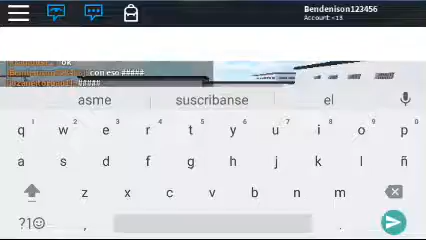 Bendenison123456
Account: <13
ok
con eso #####
#####
asme suscribanse el
1 2 3 4 5 6 7 8 9 0
q w e r t y u i o p
a s d f g h j k l ñ
z x c v b n m
?1☺ , .